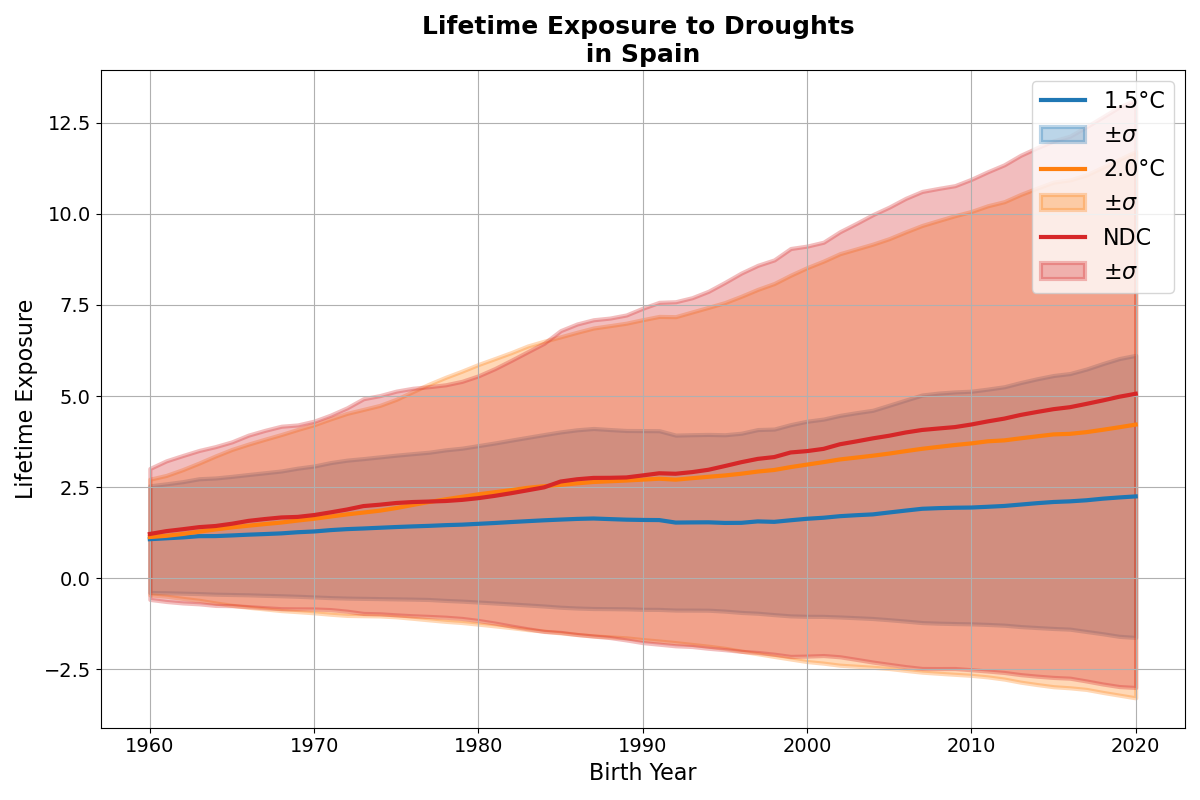 Lifetime Exposure to Droughts
in Spain
1.5°C
±σ
2.0°C
±σ
NDC
±σ
Lifetime Exposure
12.5
10.0
7.5
5.0
2.5
0.0
−2.5
1960
1970
1980
1990
2000
2010
2020
Birth Year